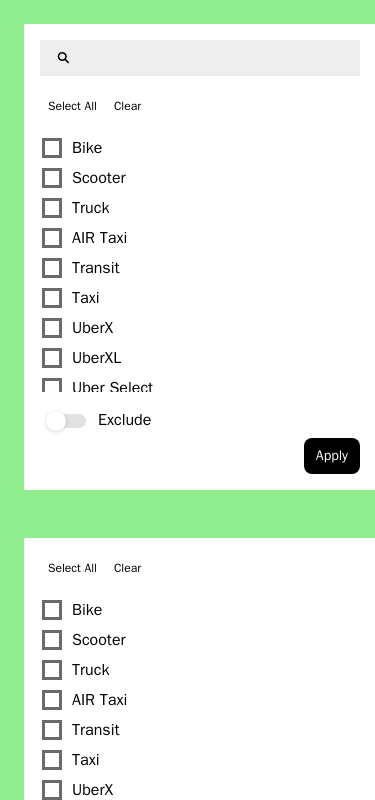 Select All Clear
Bike
Scooter
Truck
AIR Taxi
Transit
Taxi
UberX
UberXL
Uber Select
Exclude
Apply
Select All Clear
Bike
Scooter
Truck
AIR Taxi
Transit
Taxi
UberX